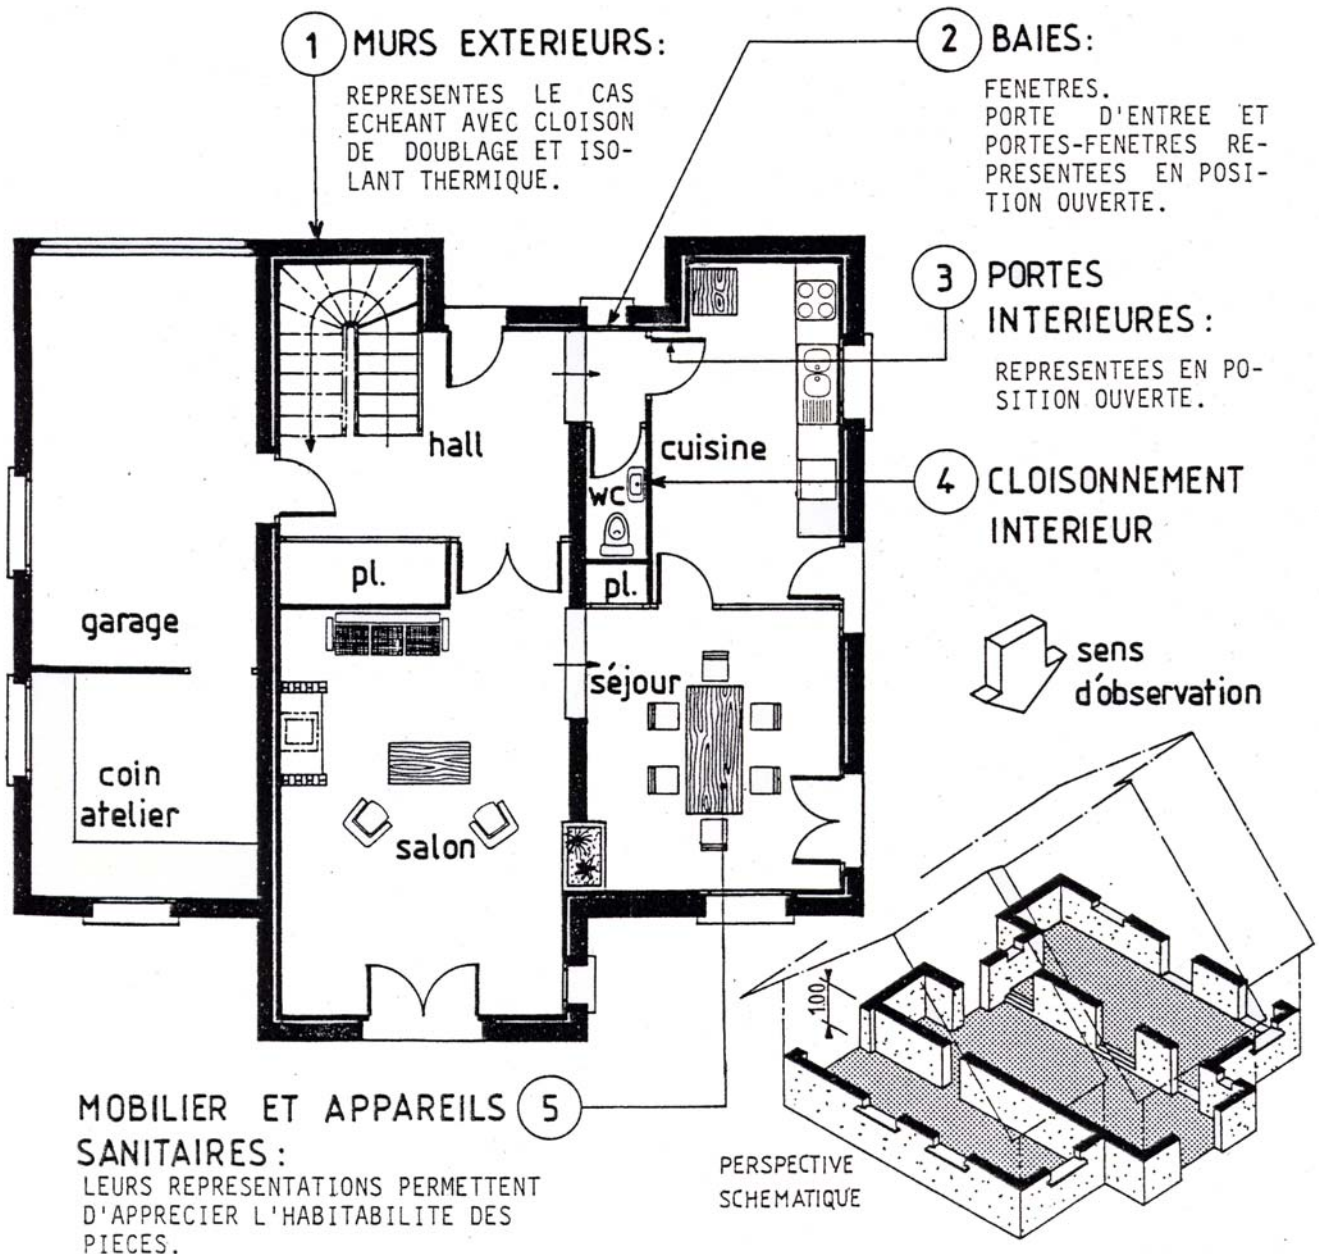 1 MURS EXTERIEURS:
REPRESENTES LE CAS
ECHEANT AVEC CLOISON
DE DOUBLAGE ET ISO-
LANT THERMIQUE.
2 BAIES:
FENETRES.
PORTE D'ENTREE ET
PORTES-FENETRES RE-
PRESENTEES EN POSI-
TION OUVERTE.
3 PORTES
INTERIEURES:
REPRESENTEES EN PO-
SITION OUVERTE.
4 CLOISONNEMENT
INTERIEUR
hall
cuisine
WC
pl.
pl.
garage
séjour
coin
atelier
salon
sens
d'observation
1.00
MOBILIER ET APPAREILS 5
SANITAIRES:
LEURS REPRESENTATIONS PERMETTENT
D'APPRECIER L'HABITABILITE DES
PIECES.
PERSPECTIVE
SCHEMATIQUE